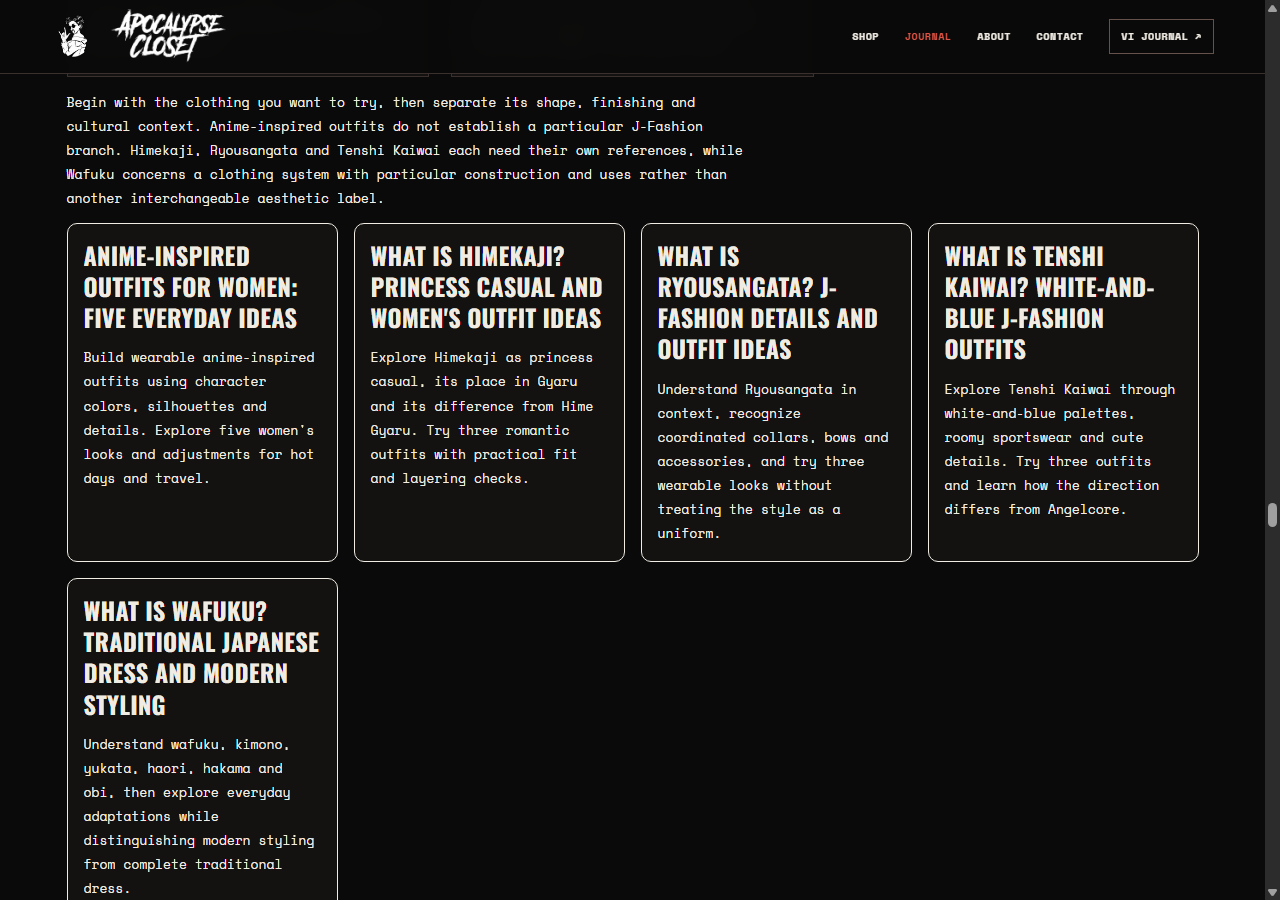 APOCALYPSE
CLOSET
SHOP
JOURNAL
ABOUT
CONTACT
VI JOURNAL ↗
Begin with the clothing you want to try, then separate its shape, finishing and
cultural context. Anime-inspired outfits do not establish a particular J-Fashion
branch. Himekaji, Ryousangata and Tenshi Kaiwai each need their own references, while
Wafuku concerns a clothing system with particular construction and uses rather than
another interchangeable aesthetic label.
ANIME-INSPIRED
OUTFITS FOR WOMEN:
FIVE EVERYDAY IDEAS
Build wearable anime-inspired
outfits using character
colors, silhouettes and
details. Explore five women's
looks and adjustments for hot
days and travel.
WHAT IS HIMEKAJI?
PRINCESS CASUAL AND
WOMEN'S OUTFIT IDEAS
Explore Himekaji as princess
casual, its place in Gyaru
and its difference from Hime
Gyaru. Try three romantic
outfits with practical fit
and layering checks.
WHAT IS
RYOUSANGATA? J-
FASHION DETAILS AND
OUTFIT IDEAS
Understand Ryousangata in
context, recognize
coordinated collars, bows and
accessories, and try three
wearable looks without
treating the style as a
uniform.
WHAT IS TENSHI
KAIWAI? WHITE-AND-
BLUE J-FASHION
OUTFITS
Explore Tenshi Kaiwai through
white-and-blue palettes,
roomy sportswear and cute
details. Try three outfits
and learn how the direction
differs from Angelcore.
WHAT IS WAFUKU?
TRADITIONAL JAPANESE
DRESS AND MODERN
STYLING
Understand wafuku, kimono,
yukata, haori, hakama and
obi, then explore everyday
adaptations while
distinguishing modern styling
from complete traditional
dress.